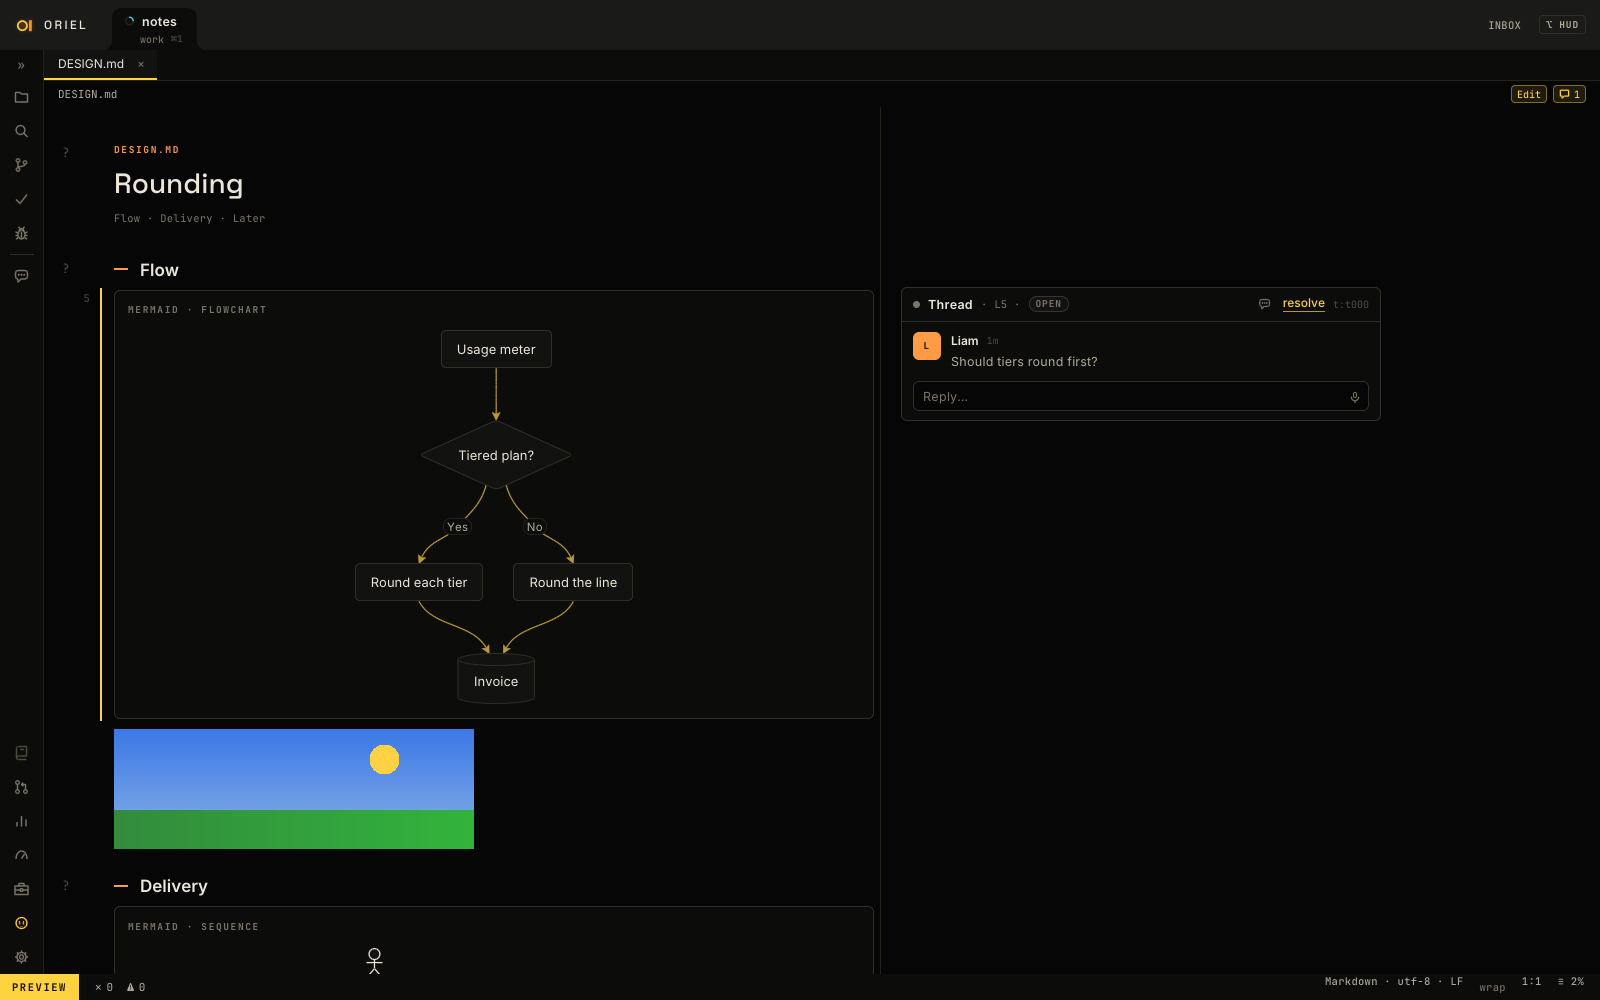 ORIEL
notes
work ⌘1
INBOX
⌥ HUD
»
DESIGN.md ×
DESIGN.md
Edit
1
?
DESIGN.MD
Rounding
Flow · Delivery · Later
?
Flow
5
MERMAID · FLOWCHART
Usage meter
Tiered plan?
Yes
No
Round each tier
Round the line
Invoice
Thread · L5 · OPEN
resolve t:t000
L
Liam 1m
Should tiers round first?
Reply...
?
Delivery
MERMAID · SEQUENCE
PREVIEW
× 0
0
Markdown · utf-8 · LF
wrap
1:1
≡ 2%